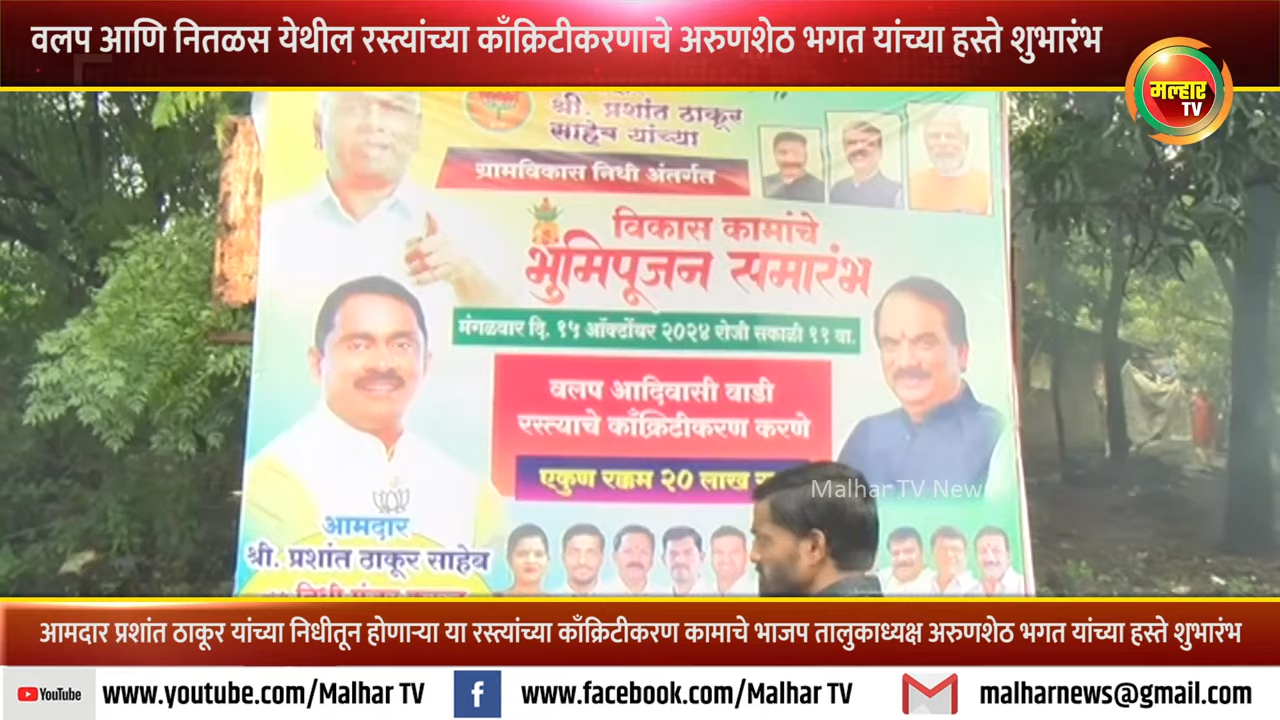 वलप आणि नितळस येथील रस्त्यांच्या काँक्रिटीकरणाचे अरुणशेठ भगत यांच्या हस्ते शुभारंभ
मल्हार
TV
श्री. प्रशांत ठाकूर
साहेब यांच्या
ग्रामविकास निधी अंतर्गत
विकास कामांचे
भुमिपूजन समारंभ
मंगळवार दि. १५ ऑक्टोंबर २०२४ रोजी सकाळी ११ वा.
वलप आदिवासी वाडी
रस्त्याचे काँक्रिटीकरण करणे
एकुण रक्कम २० लाख
Malhar TV News
आमदार
श्री. प्रशांत ठाकूर साहेब
आमदार प्रशांत ठाकूर यांच्या निधीतून होणाऱ्या या रस्त्यांच्या काँक्रिटीकरण कामाचे भाजप तालुकाध्यक्ष अरुणशेठ भगत यांच्या हस्ते शुभारंभ
YouTube www.youtube.com/Malhar TV f www.facebook.com/Malhar TV malharnews@gmail.com